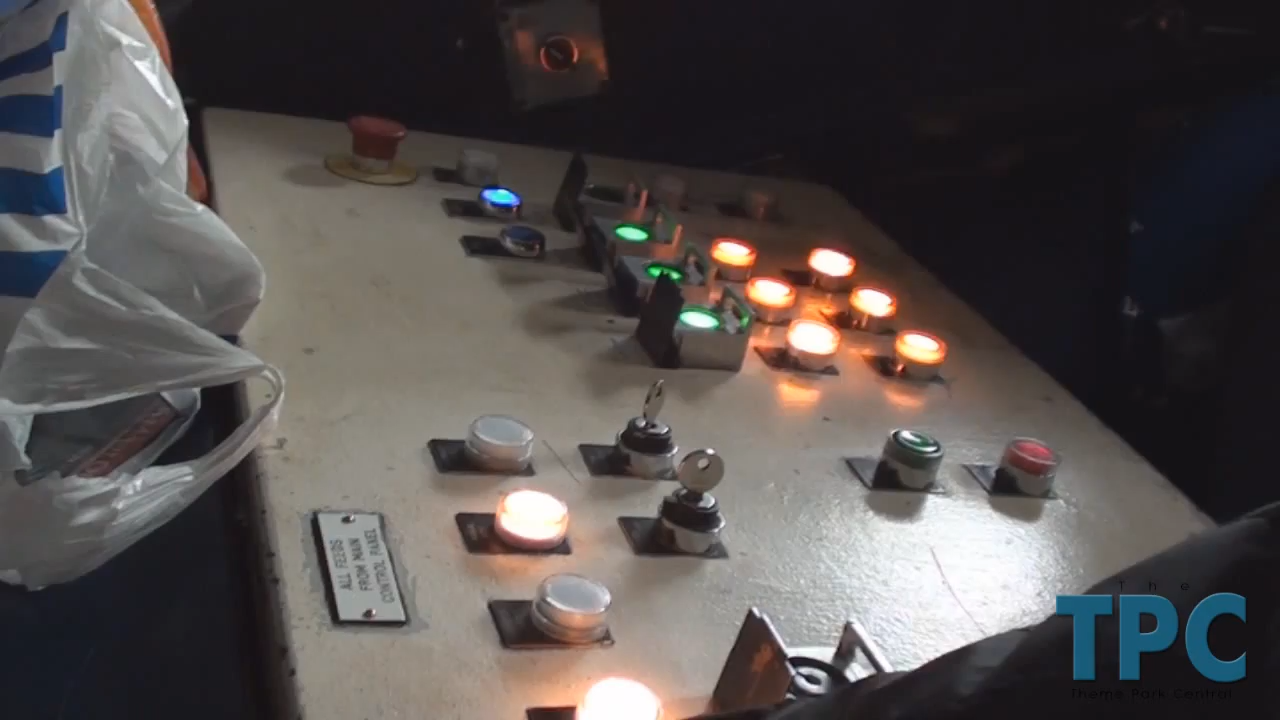 ALL FEEDS
FROM MAIN
CONTROL PANEL
The
TPC
Theme Park Central